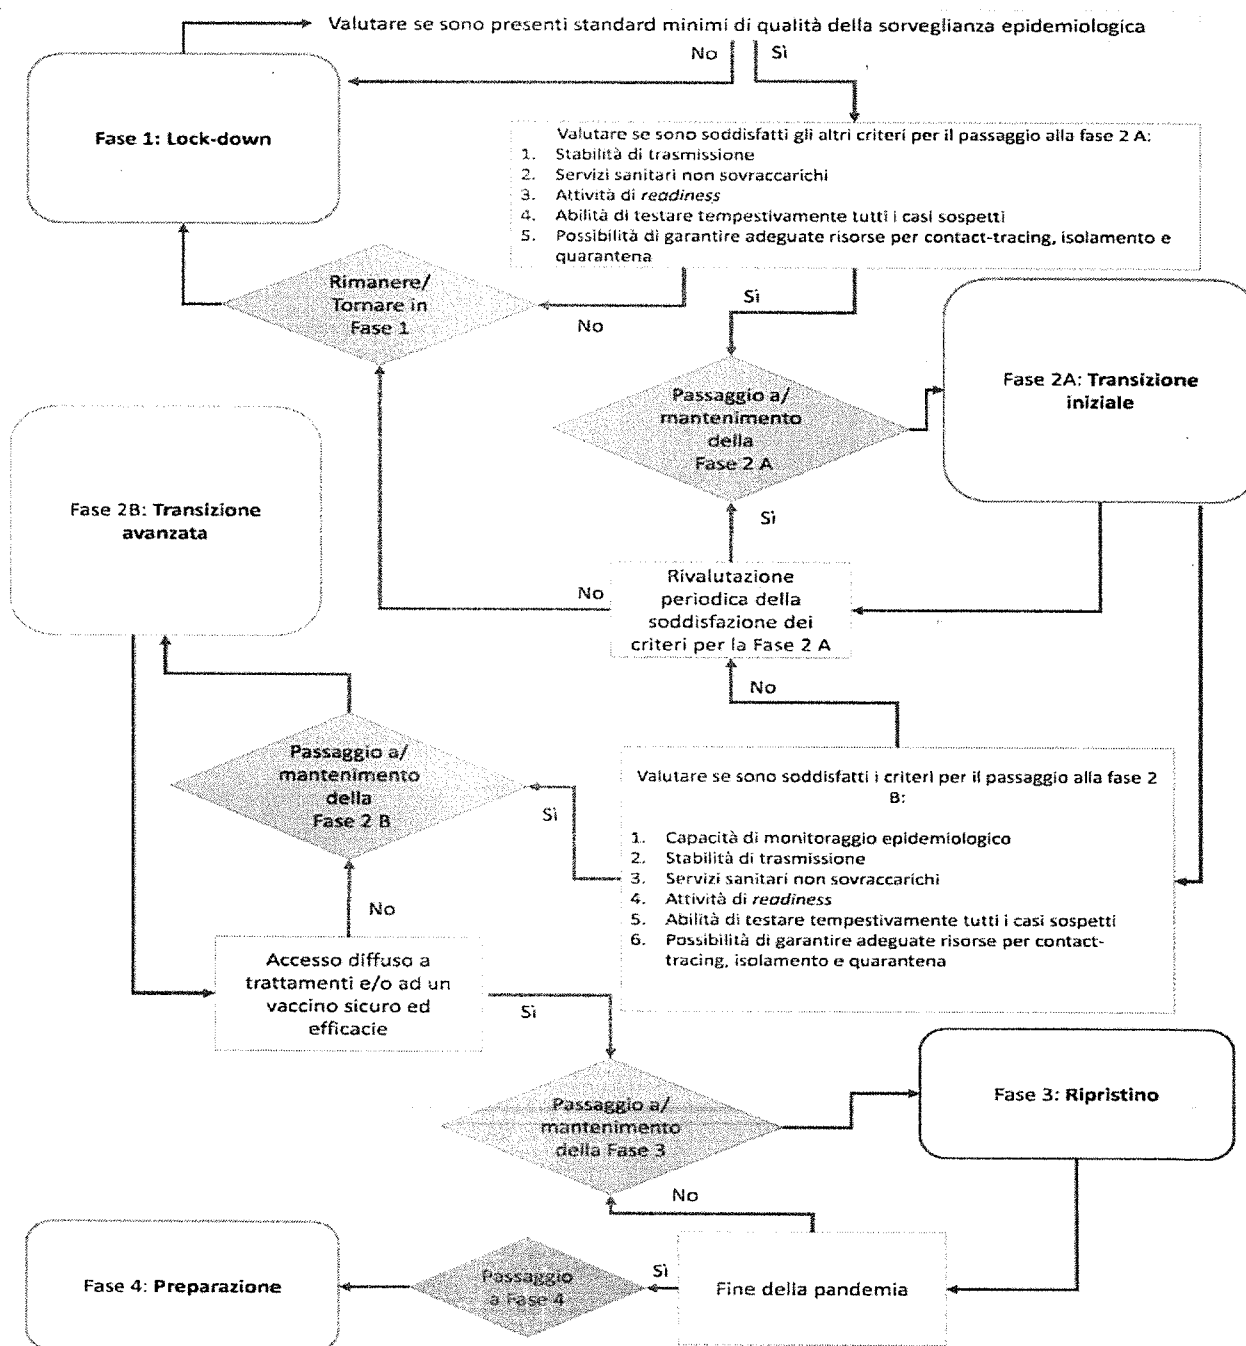 Valutare se sono presenti standard minimi di qualità della sorveglianza epidemiologica
No
Sì
Fase 1: Lock-down
Valutare se sono soddisfatti gli altri criteri per il passaggio alla fase 2 A:
1. Stabilità di trasmissione
2. Servizi sanitari non sovraccarichi
3. Attività di readiness
4. Abilità di testare tempestivamente tutti i casi sospetti
5. Possibilità di garantire adeguate risorse per contact-tracing, isolamento e
quarantena
Rimanere/
Tornare in
Fase 1
No
Sì
Passaggio a/
mantenimento
della
Fase 2 A
Fase 2A: Transizione
iniziale
Fase 2B: Transizione
avanzata
Sì
No
Rivalutazione
periodica della
soddisfazione dei
criteri per la Fase 2 A
No
Passaggio a/
mantenimento
della
Fase 2 B
Sì
Valutare se sono soddisfatti i criteri per il passaggio alla fase 2
B:
1. Capacità di monitoraggio epidemiologico
2. Stabilità di trasmissione
3. Servizi sanitari non sovraccarichi
4. Attività di readiness
5. Abilità di testare tempestivamente tutti i casi sospetti
6. Possibilità di garantire adeguate risorse per contact-
tracing, isolamento e quarantena
No
Accesso diffuso a
trattamenti e/o ad un
vaccino sicuro ed
efficacie
Sì
Passaggio a/
mantenimento
della Fase 3
Fase 3: Ripristino
No
Fase 4: Preparazione
Passaggio
a Fase 4
Sì
Fine della pandemia